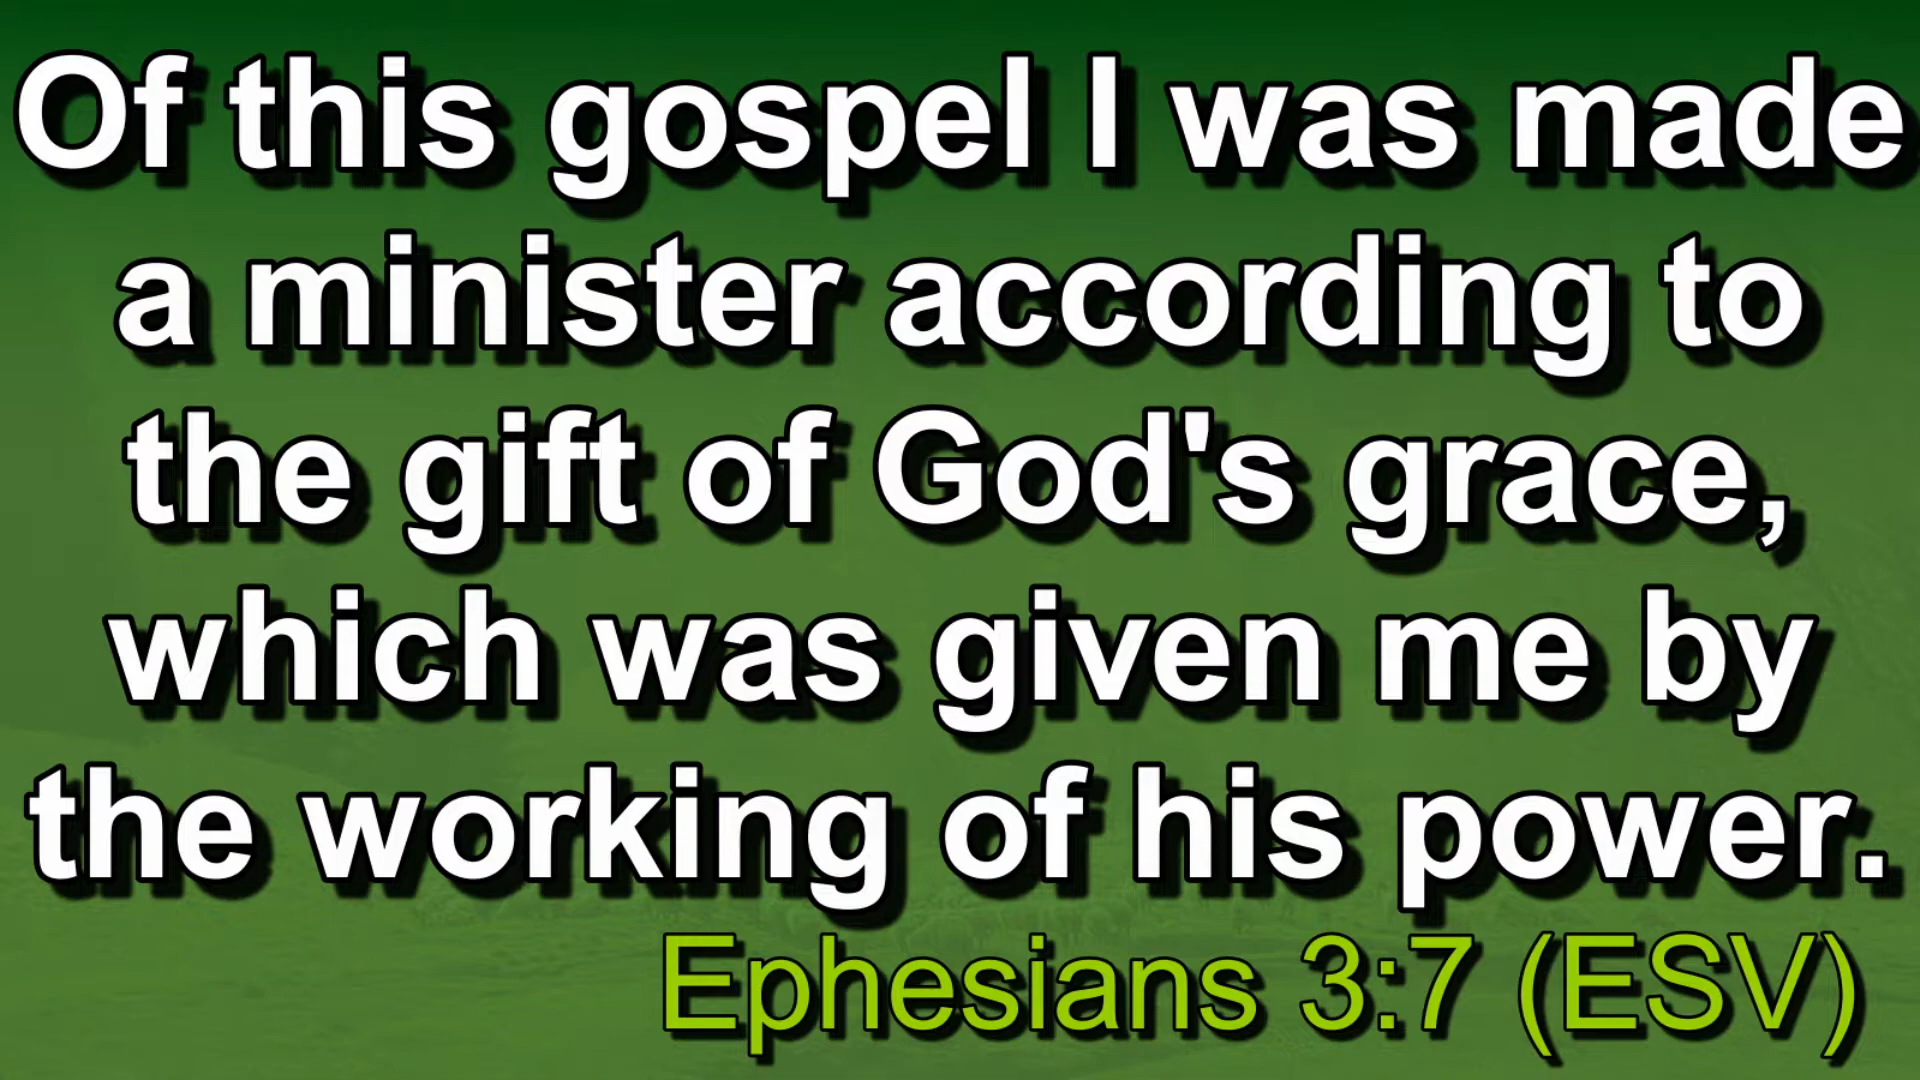 Of this gospel I was made
a minister according to
the gift of God's grace,
which was given me by
the working of his power.
Ephesians 3:7 (ESV)